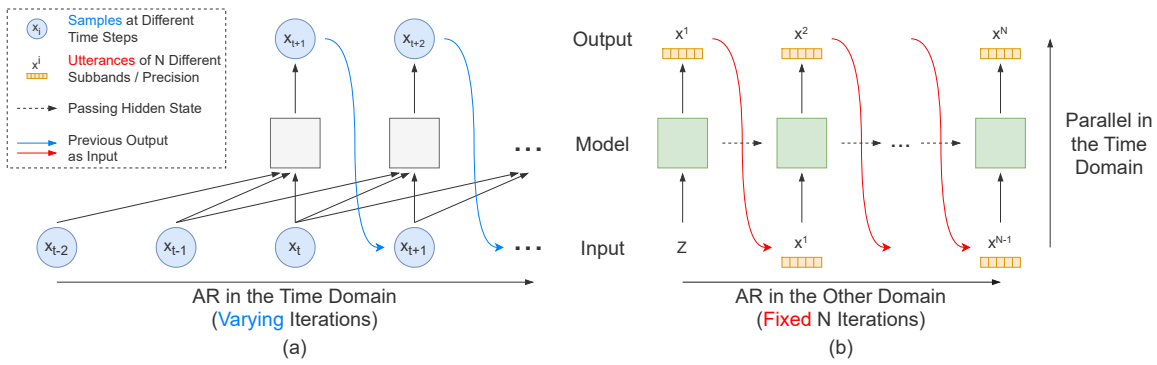 x_i
Samples at Different
Time Steps
x^i
Utterances of N Different
Subbands / Precision
Passing Hidden State
Previous Output
as Input
x_{t+1}
x_{t+2}
...
x_{t-2}
x_{t-1}
x_t
x_{t+1}
...
AR in the Time Domain
(Varying Iterations)
(a)
Output
x^1
x^2
x^N
Model
...
Input
Z
x^1
x^{N-1}
Parallel in
the Time
Domain
AR in the Other Domain
(Fixed N Iterations)
(b)